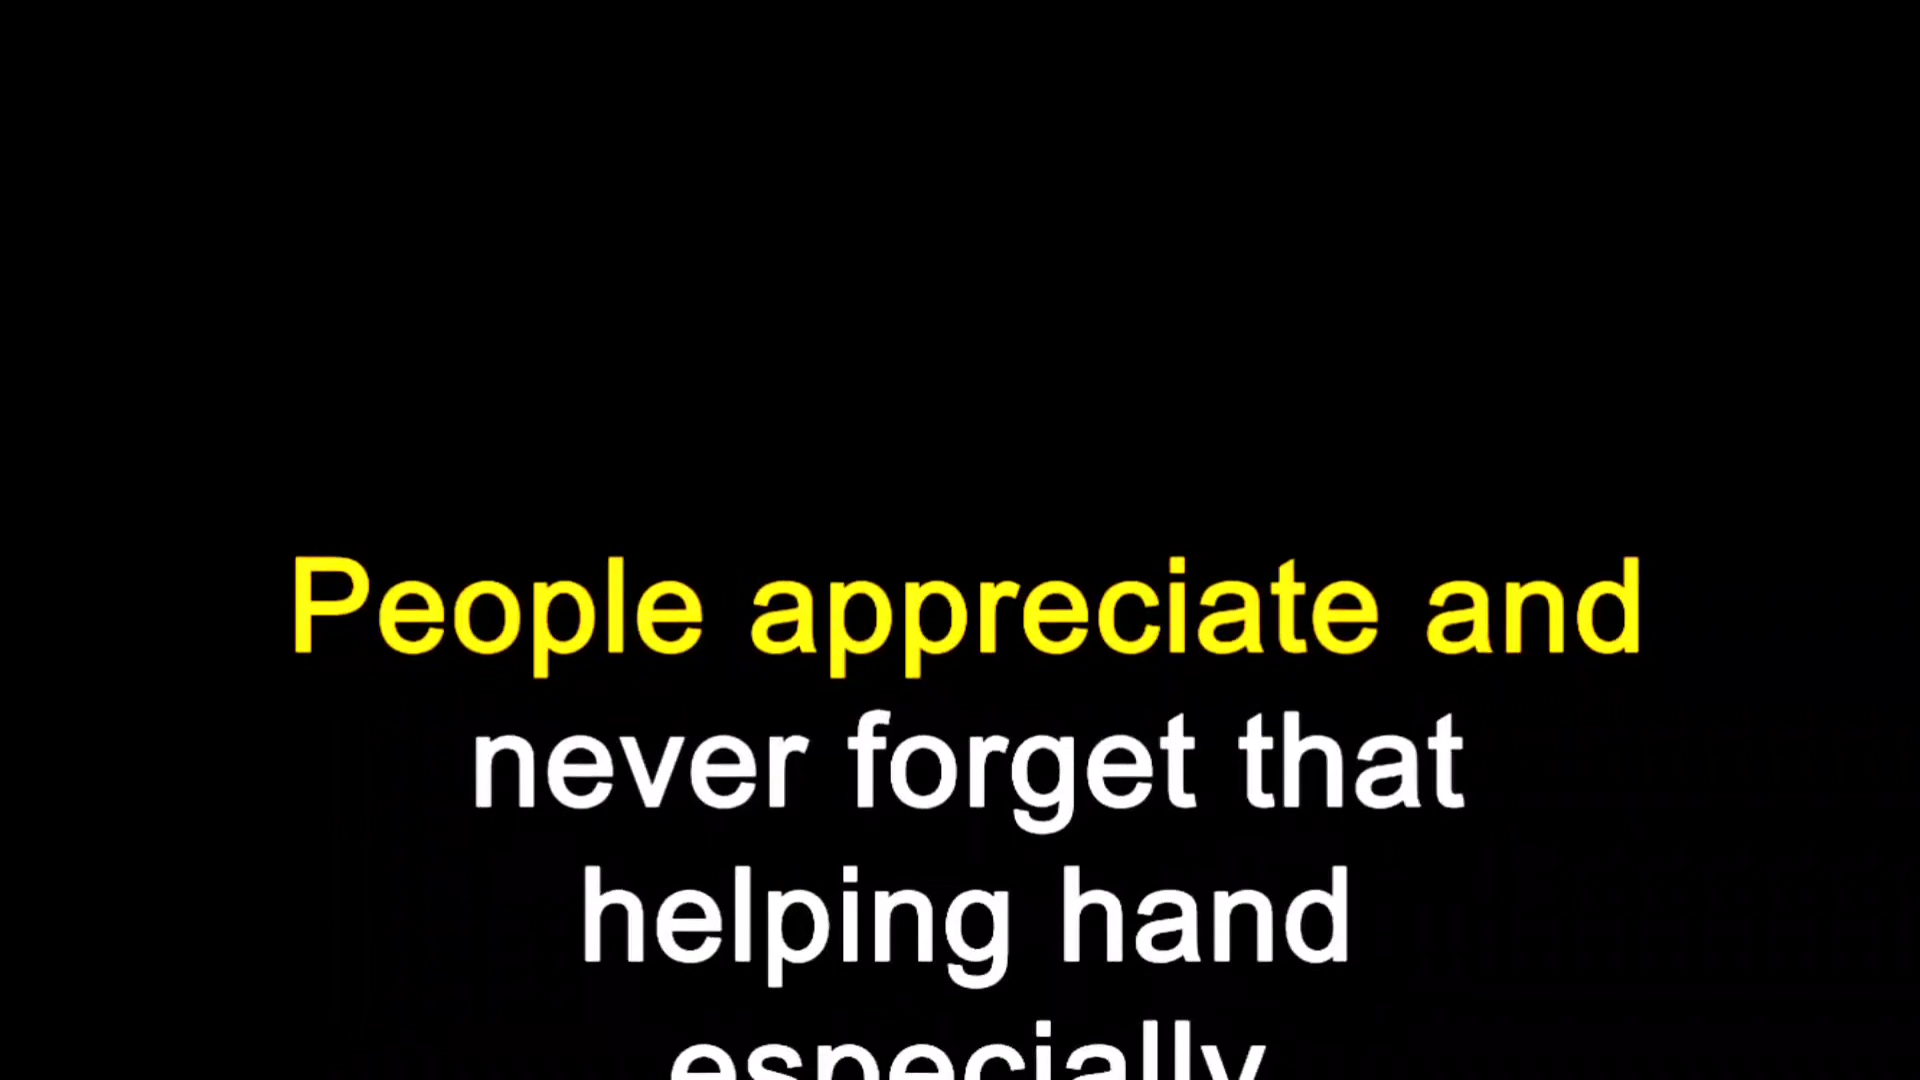 People appreciate and
never forget that
helping hand
especially